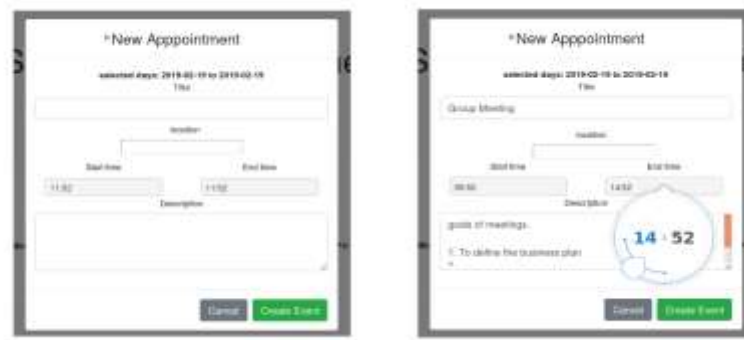 *New Apppointment
selected days: 2019-02-19 to 2019-02-19
Title
location
Start time End time
11:52 11:52
Description
Cancel Create Event
*New Apppointment
selected days: 2019-02-19 to 2019-02-19
Title
Group Meeting
location
Start time End time
14:52
Description
goals of meetings.
1. To define the business plan
14 : 52
Cancel Create Event